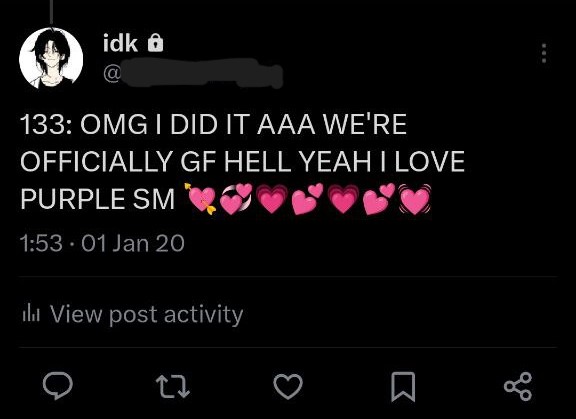 idk 🔒
@
133: OMG I DID IT AAA WE'RE
OFFICIALLY GF HELL YEAH I LOVE
PURPLE SM 💘💞💗💕💗💕💓
1:53 · 01 Jan 20
View post activity